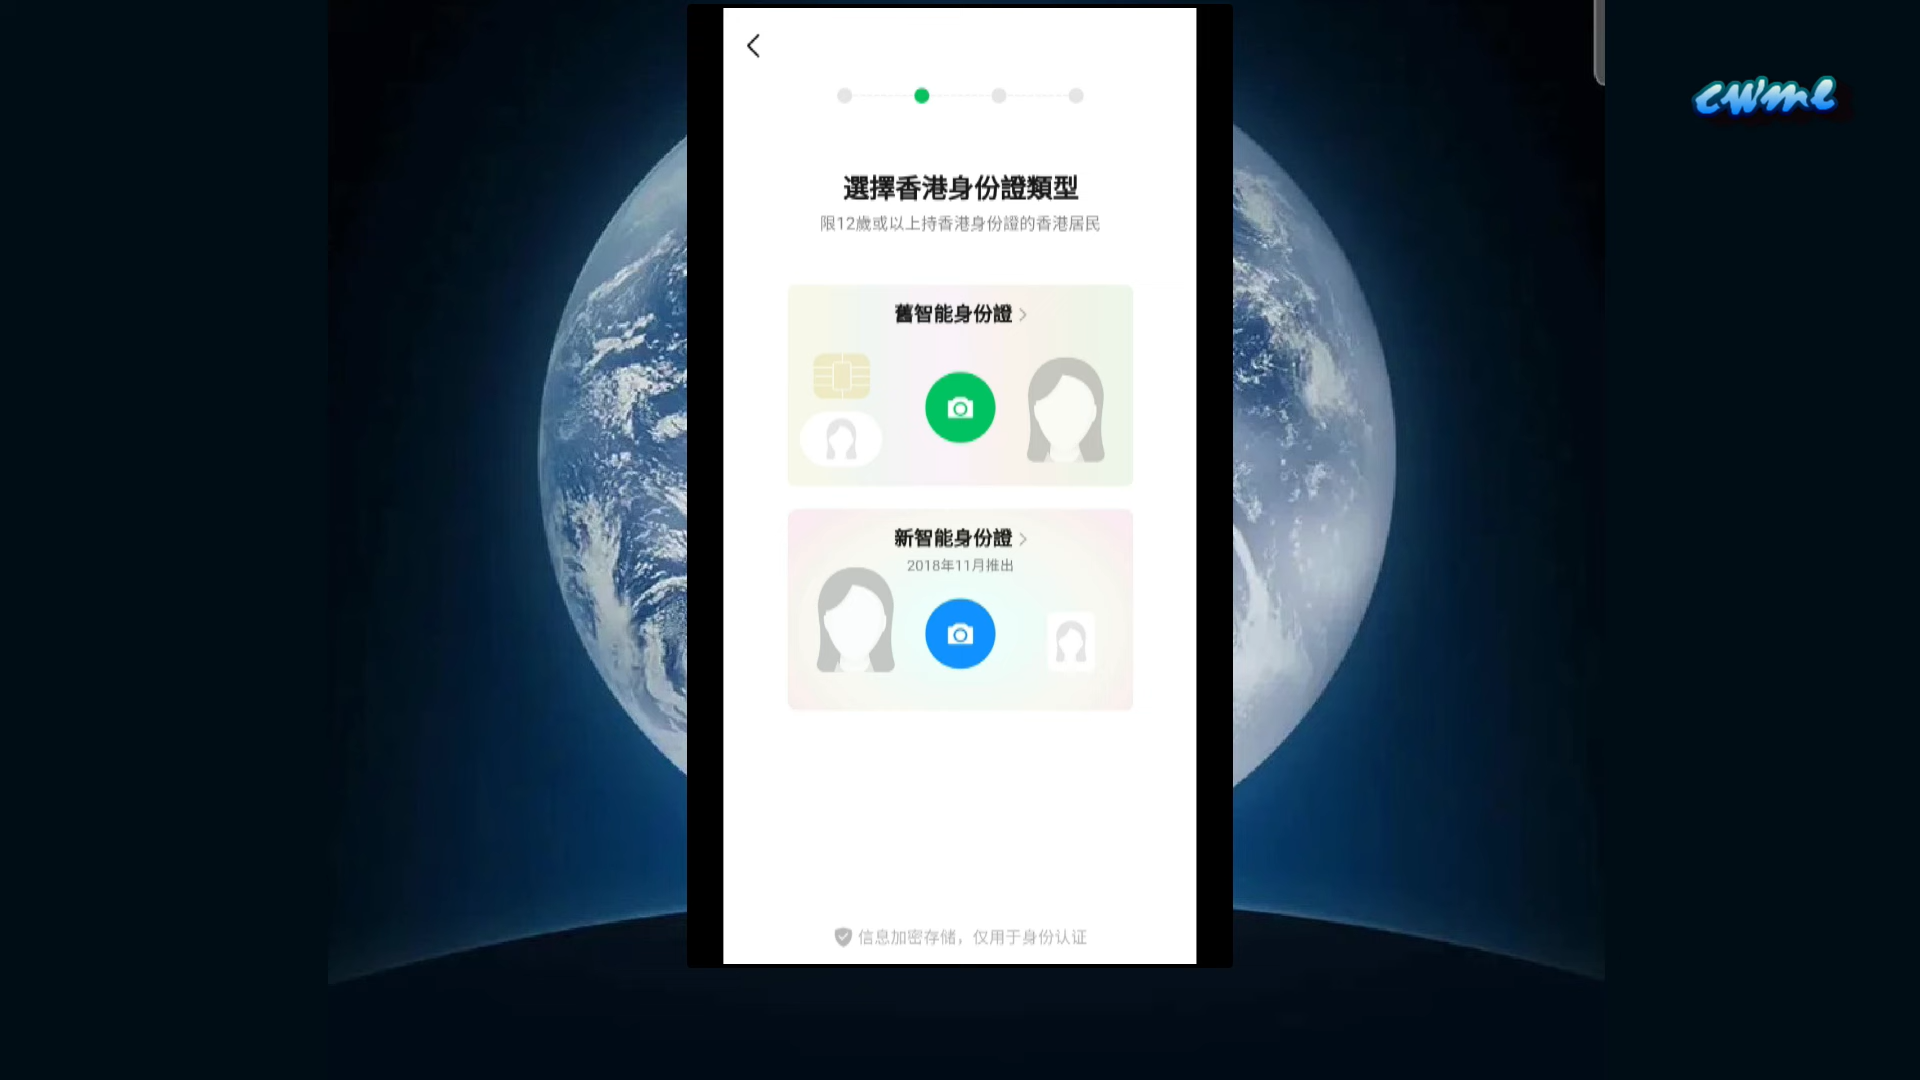 cwml
選擇香港身份證類型
限12歲或以上持香港身份證的香港居民
舊智能身份證
新智能身份證
2018年11月推出
信息加密存储，仅用于身份认证